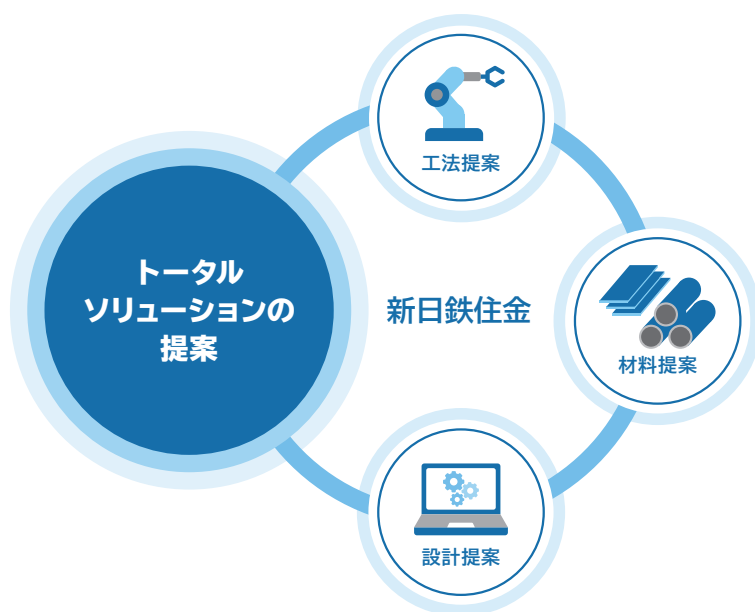 工法提案
トータル
ソリューションの
提案
新日鉄住金
材料提案
設計提案